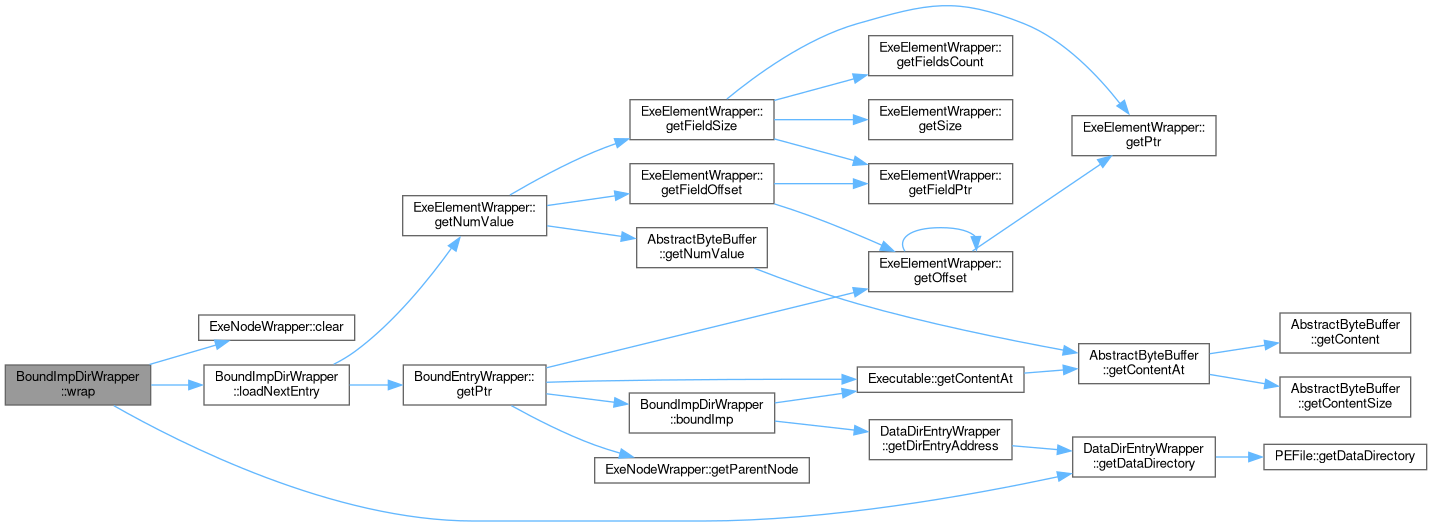 BoundImpDirWrapper
::wrap
ExeNodeWrapper::clear
BoundImpDirWrapper
::loadNextEntry
ExeElementWrapper::
getNumValue
BoundEntryWrapper::
getPtr
ExeElementWrapper::
getFieldSize
ExeElementWrapper::
getFieldOffset
AbstractByteBuffer
::getNumValue
BoundImpDirWrapper
::boundImp
ExeNodeWrapper::getParentNode
ExeElementWrapper::
getFieldsCount
ExeElementWrapper::
getSize
ExeElementWrapper::
getFieldPtr
ExeElementWrapper::
getOffset
Executable::getContentAt
DataDirEntryWrapper
::getDirEntryAddress
ExeElementWrapper::
getPtr
AbstractByteBuffer
::getContentAt
DataDirEntryWrapper
::getDataDirectory
AbstractByteBuffer
::getContent
AbstractByteBuffer
::getContentSize
PEFile::getDataDirectory